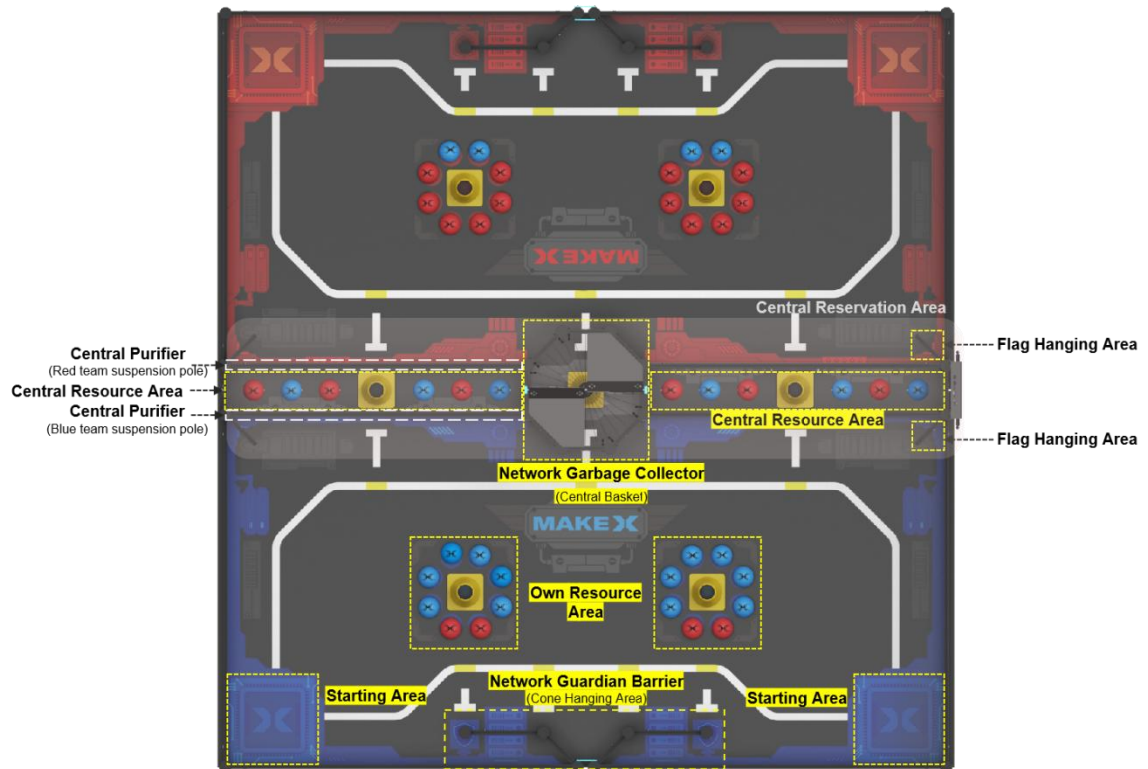 MAKEX
Central Reservation Area
Central Purifier
(Red team suspension pole)
Flag Hanging Area
Central Resource Area
Central Purifier
(Blue team suspension pole)
Central Resource Area
Flag Hanging Area
Network Garbage Collector
(Central Basket)
MAKEX
Own Resource
Area
Network Guardian Barrier
(Cone Hanging Area)
Starting Area
Starting Area